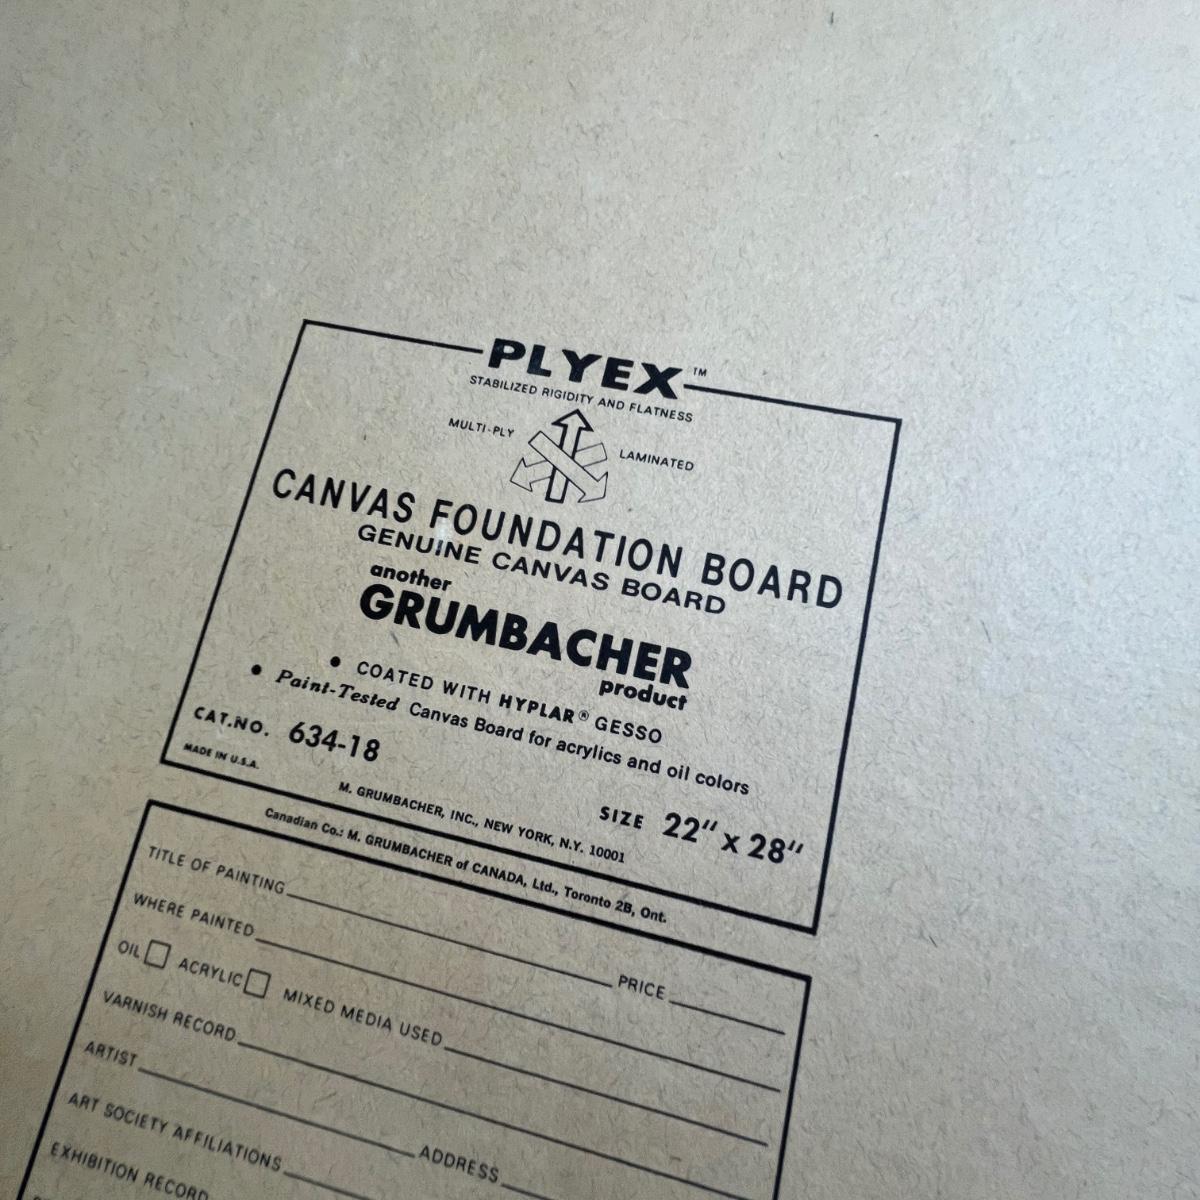 PLYEX™
STABILIZED RIGIDITY AND FLATNESS
MULTI-PLY LAMINATED
CANVAS FOUNDATION BOARD
GENUINE CANVAS BOARD
another
GRUMBACHER
product
• COATED WITH HYPLAR® GESSO
• Paint-Tested Canvas Board for acrylics and oil colors
CAT.NO. 634-18
SIZE 22" x 28"
MADE IN U.S.A.
M. GRUMBACHER, INC., NEW YORK, N.Y. 10001
Canadian Co.: M. GRUMBACHER of CANADA, Ltd., Toronto 2B, Ont.
TITLE OF PAINTING PRICE
WHERE PAINTED
OIL ACRYLIC MIXED MEDIA USED
VARNISH RECORD
ARTIST ADDRESS
ART SOCIETY AFFILIATIONS
EXHIBITION RECORD